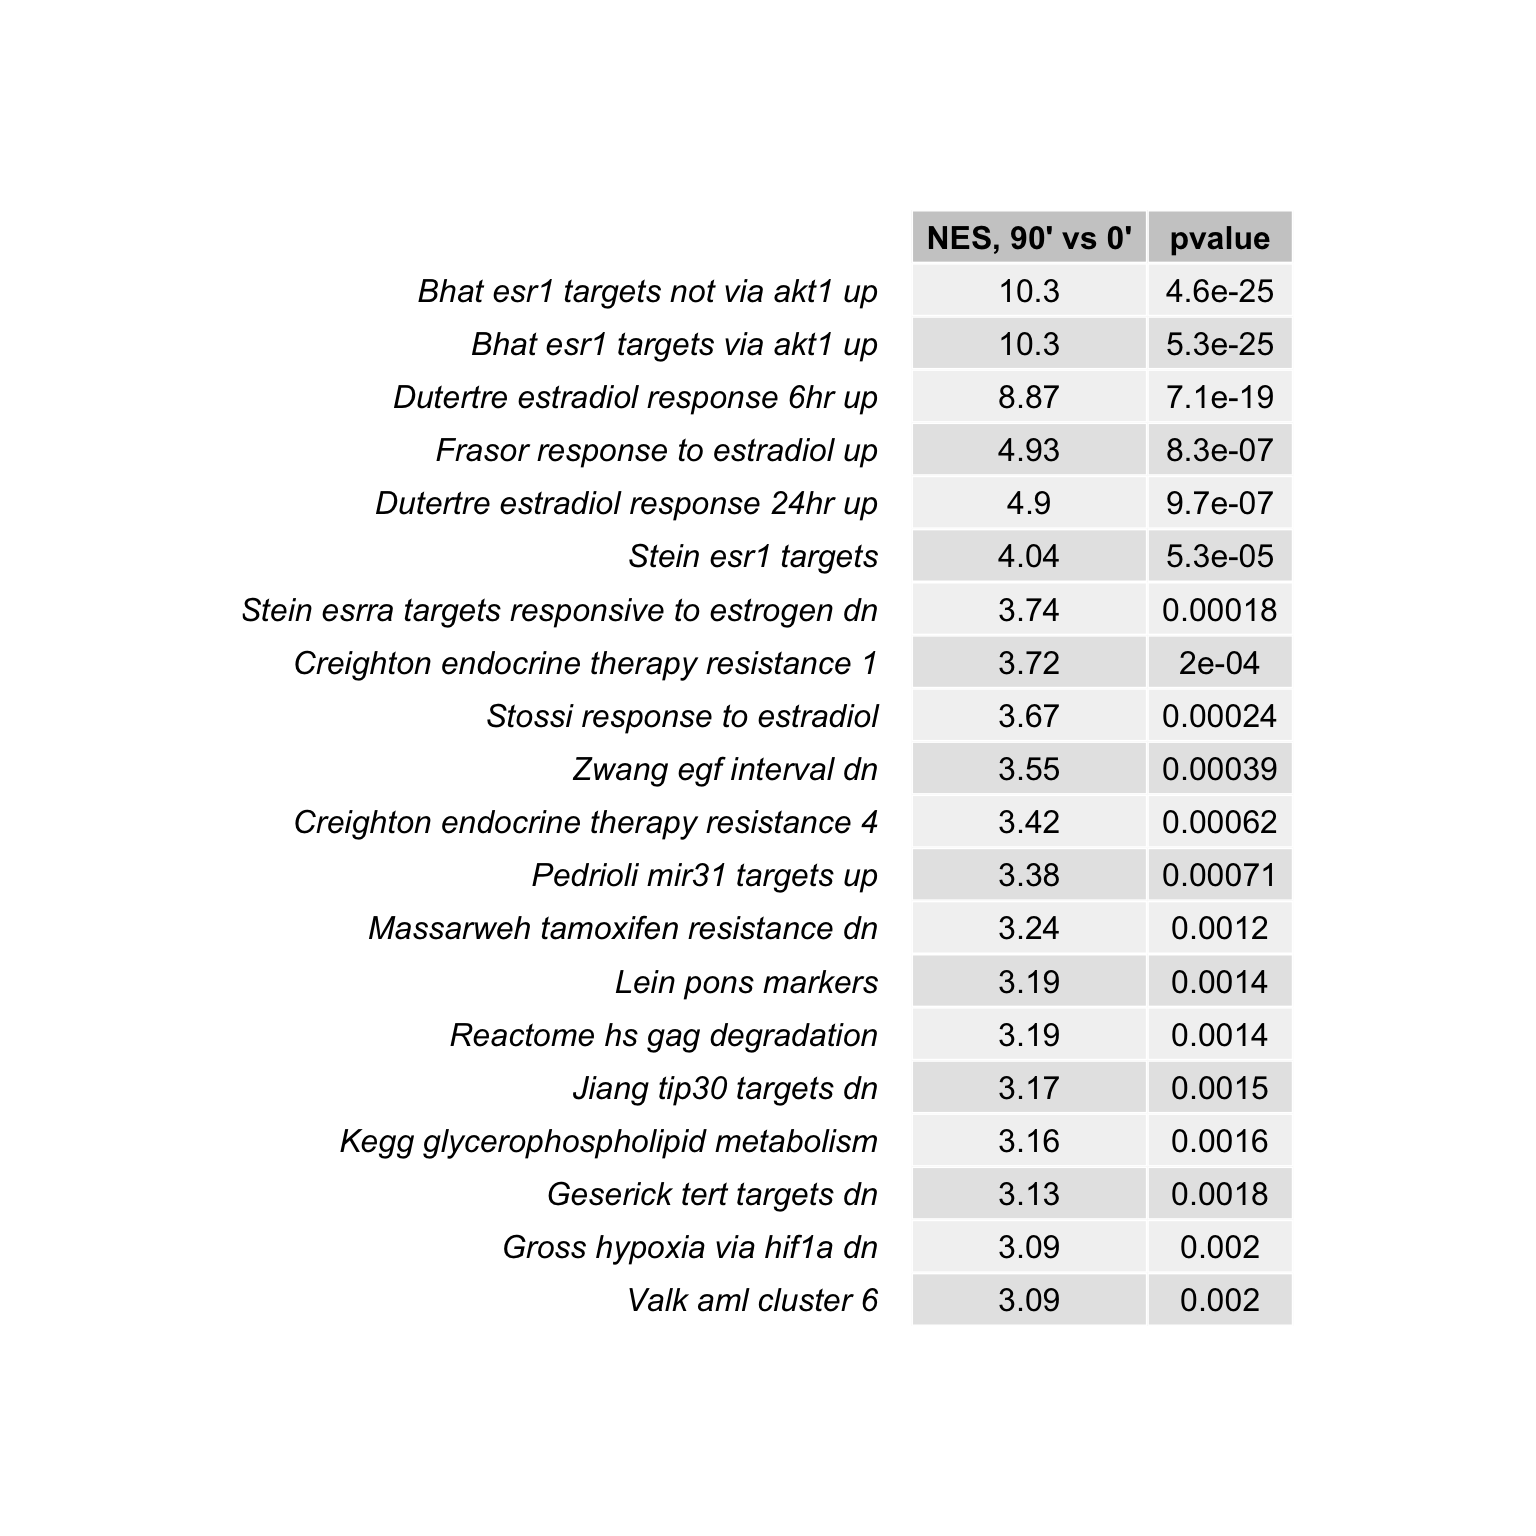 NES, 90' vs 0' pvalue
Bhat esr1 targets not via akt1 up 10.3 4.6e-25
Bhat esr1 targets via akt1 up 10.3 5.3e-25
Dutertre estradiol response 6hr up 8.87 7.1e-19
Frasor response to estradiol up 4.93 8.3e-07
Dutertre estradiol response 24hr up 4.9 9.7e-07
Stein esr1 targets 4.04 5.3e-05
Stein esrra targets responsive to estrogen dn 3.74 0.00018
Creighton endocrine therapy resistance 1 3.72 2e-04
Stossi response to estradiol 3.67 0.00024
Zwang egf interval dn 3.55 0.00039
Creighton endocrine therapy resistance 4 3.42 0.00062
Pedrioli mir31 targets up 3.38 0.00071
Massarweh tamoxifen resistance dn 3.24 0.0012
Lein pons markers 3.19 0.0014
Reactome hs gag degradation 3.19 0.0014
Jiang tip30 targets dn 3.17 0.0015
Kegg glycerophospholipid metabolism 3.16 0.0016
Geserick tert targets dn 3.13 0.0018
Gross hypoxia via hif1a dn 3.09 0.002
Valk aml cluster 6 3.09 0.002